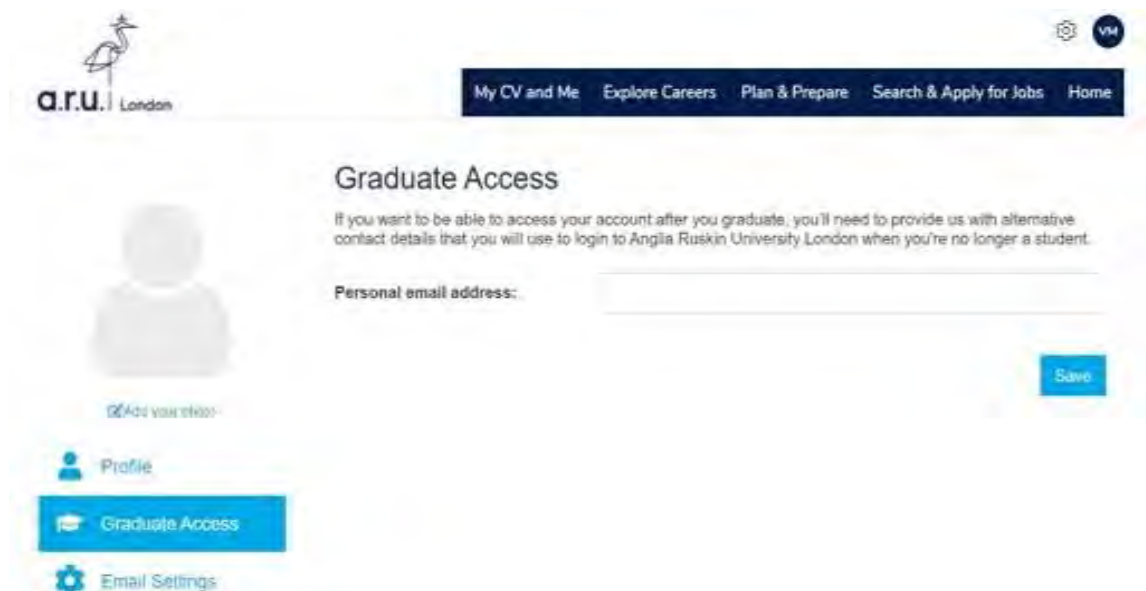 VM
a.r.u. London
My CV and Me Explore Careers Plan & Prepare Search & Apply for Jobs Home
Graduate Access
If you want to be able to access your account after you graduate, you'll need to provide us with alternative
contact details that you will use to login to Anglia Ruskin University London when you're no longer a student.
Personal email address:
Save
Add your photo
Profile
Graduate Access
Email Settings